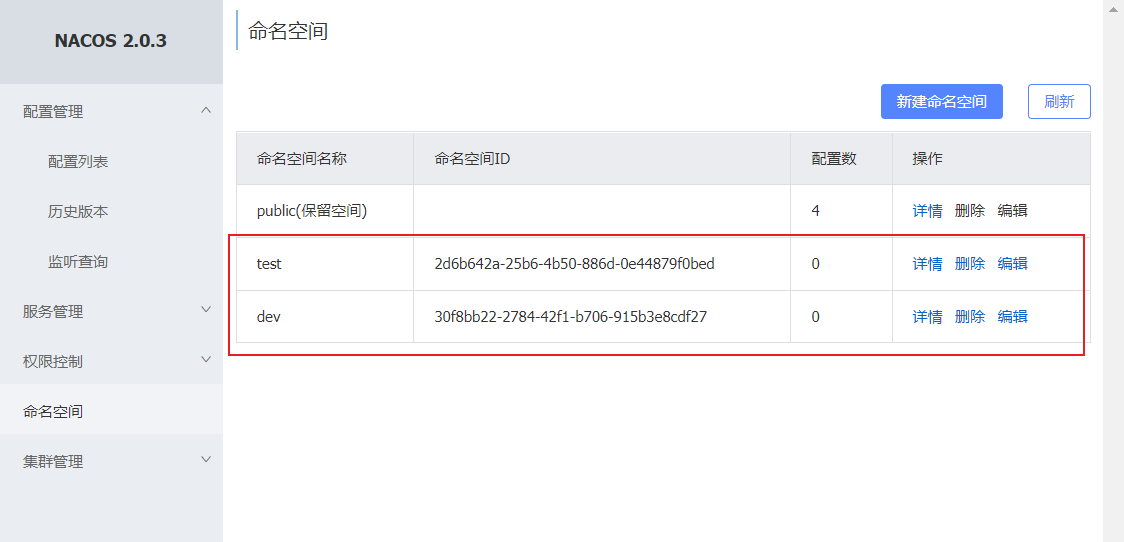 NACOS 2.0.3
配置管理
配置列表
历史版本
监听查询
服务管理
权限控制
命名空间
集群管理
命名空间
新建命名空间 刷新
命名空间名称 命名空间ID 配置数 操作
public(保留空间) 4 详情 删除 编辑
test 2d6b642a-25b6-4b50-886d-0e44879f0bed 0 详情 删除 编辑
dev 30f8bb22-2784-42f1-b706-915b3e8cdf27 0 详情 删除 编辑